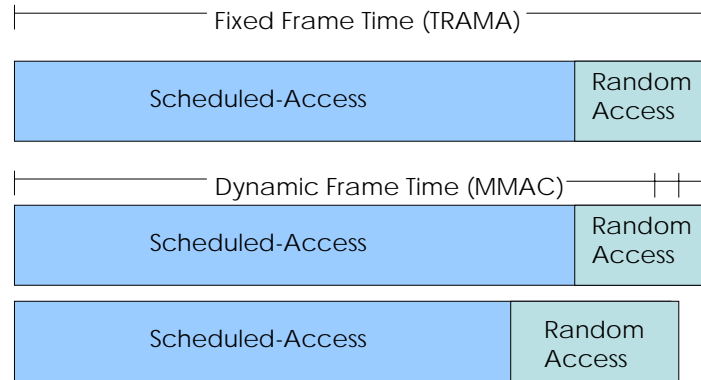 Fixed Frame Time (TRAMA)
Scheduled-Access
Random
Access
Dynamic Frame Time (MMAC)
Scheduled-Access
Random
Access
Scheduled-Access
Random
Access